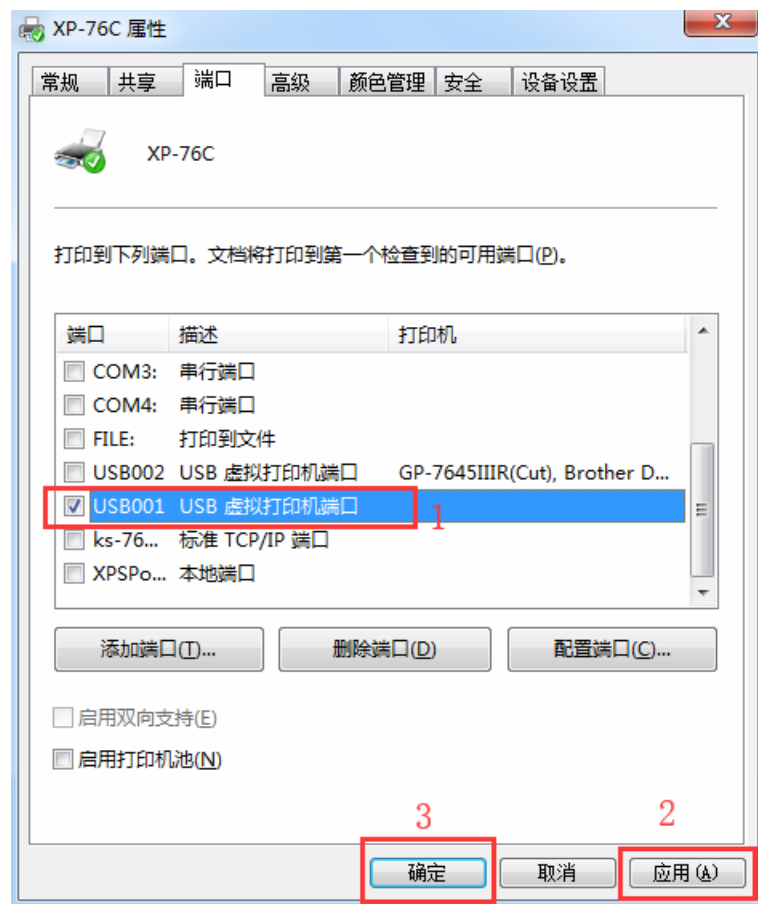 XP-76C 属性
常规 共享 端口 高级 颜色管理 安全 设备设置
XP-76C
打印到下列端口。文档将打印到第一个检查到的可用端口(P)。
端口 描述 打印机
COM3: 串行端口
COM4: 串行端口
FILE: 打印到文件
USB002 USB 虚拟打印机端口 GP-7645IIIR(Cut), Brother D...
USB001 USB 虚拟打印机端口 1
ks-76... 标准 TCP/IP 端口
XPSPo... 本地端口
添加端口(T)... 删除端口(D) 配置端口(C)...
启用双向支持(E)
启用打印机池(N)
3 2
确定 取消 应用(A)